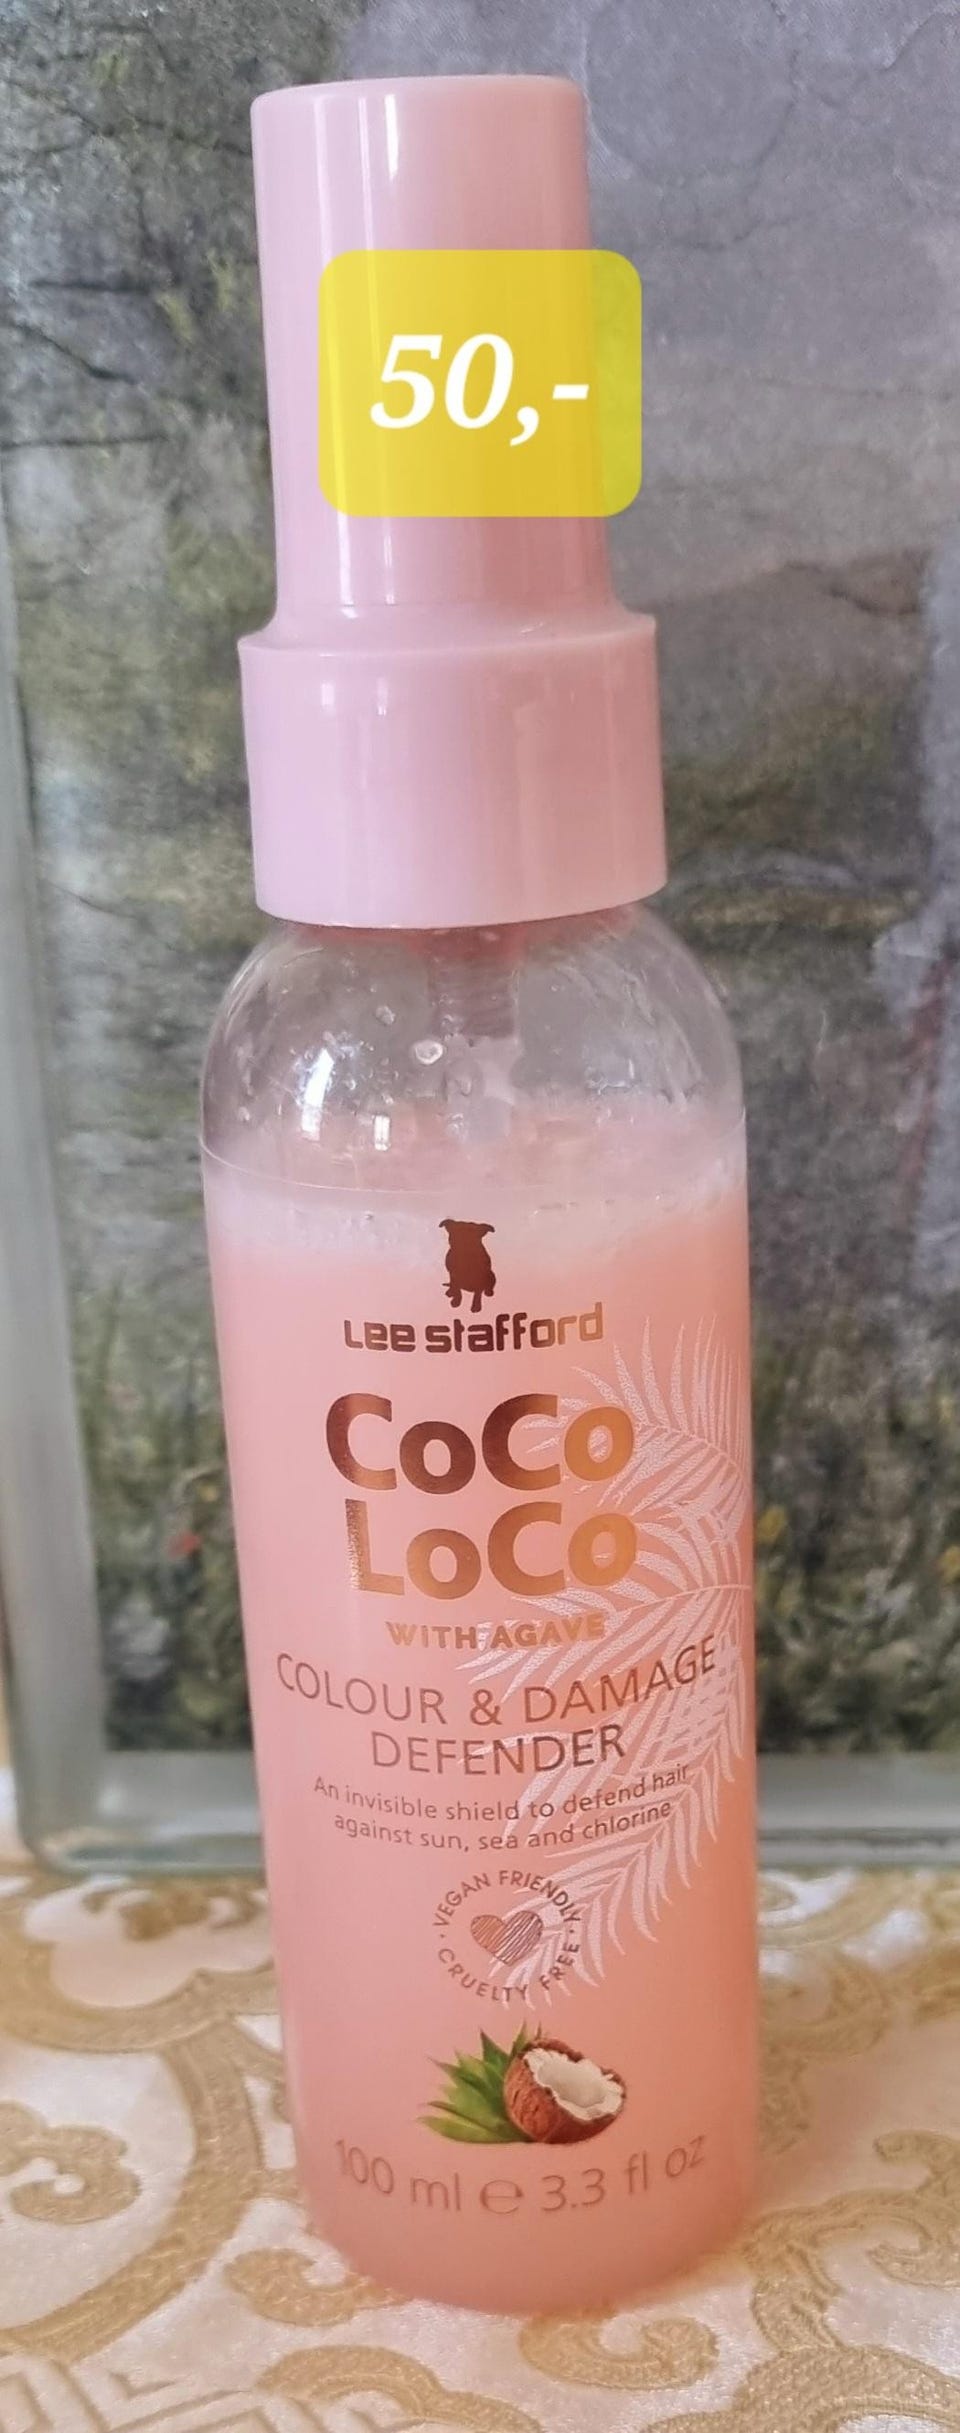 50,-
Lee Stafford
CoCo
LoCo
WITH AGAVE
COLOUR & DAMAGE
DEFENDER
An invisible shield to defend hair
against sun, sea and chlorine
VEGAN FRIENDLY
CRUELTY FREE
100 ml e 3.3 fl oz